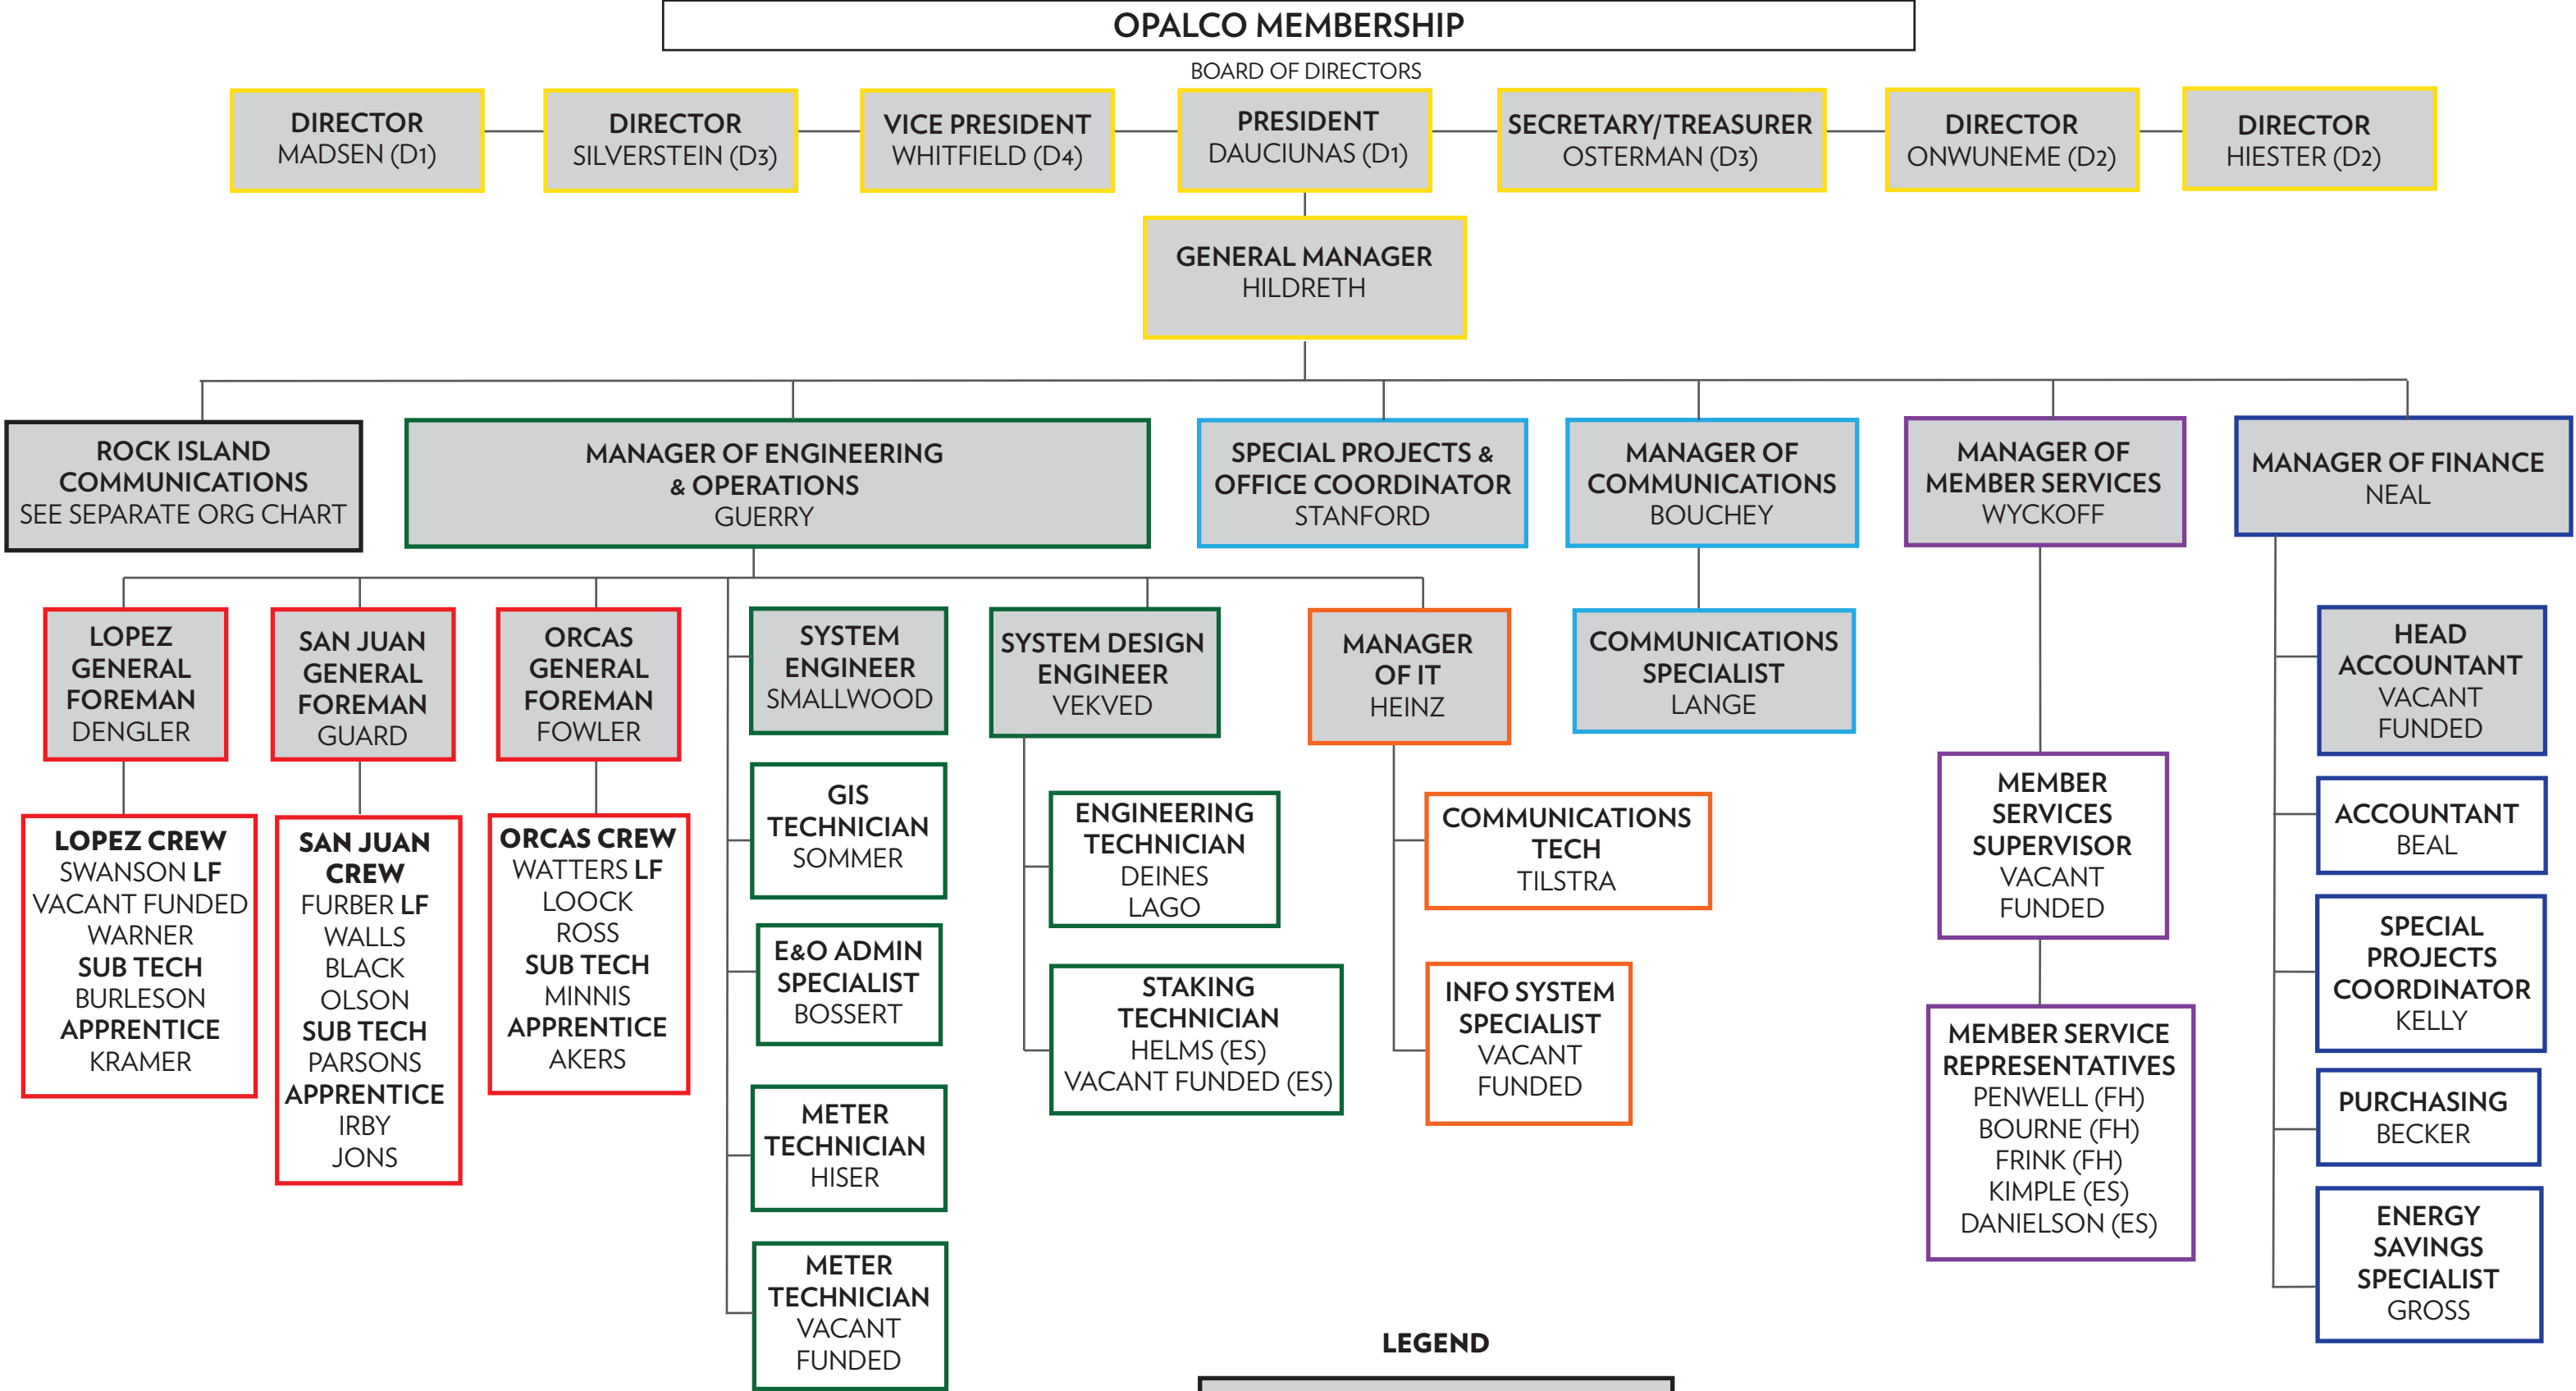 OPALCO MEMBERSHIP
BOARD OF DIRECTORS
DIRECTOR
MADSEN (D1)
DIRECTOR
SILVERSTEIN (D3)
VICE PRESIDENT
WHITFIELD (D4)
PRESIDENT
DAUCIUNAS (D1)
SECRETARY/TREASURER
OSTERMAN (D3)
DIRECTOR
ONWUNEME (D2)
DIRECTOR
HIESTER (D2)
GENERAL MANAGER
HILDRETH
ROCK ISLAND
COMMUNICATIONS
SEE SEPARATE ORG CHART
MANAGER OF ENGINEERING
& OPERATIONS
GUERRY
SPECIAL PROJECTS &
OFFICE COORDINATOR
STANFORD
MANAGER OF
COMMUNICATIONS
BOUCHEY
MANAGER OF
MEMBER SERVICES
WYCKOFF
MANAGER OF FINANCE
NEAL
LOPEZ
GENERAL
FOREMAN
DENGLER
SAN JUAN
GENERAL
FOREMAN
GUARD
ORCAS
GENERAL
FOREMAN
FOWLER
SYSTEM
ENGINEER
SMALLWOOD
SYSTEM DESIGN
ENGINEER
VEKVED
MANAGER
OF IT
HEINZ
COMMUNICATIONS
SPECIALIST
LANGE
HEAD
ACCOUNTANT
VACANT
FUNDED
LOPEZ CREW
SWANSON LF
VACANT FUNDED
WARNER
SUB TECH
BURLESON
APPRENTICE
KRAMER
SAN JUAN
CREW
FURBER LF
WALLS
BLACK
OLSON
SUB TECH
PARSONS
APPRENTICE
IRBY
JONS
ORCAS CREW
WATTERS LF
LOOCK
ROSS
SUB TECH
MINNIS
APPRENTICE
AKERS
GIS
TECHNICIAN
SOMMER
E&O ADMIN
SPECIALIST
BOSSERT
METER
TECHNICIAN
HISER
METER
TECHNICIAN
VACANT
FUNDED
ENGINEERING
TECHNICIAN
DEINES
LAGO
STAKING
TECHNICIAN
HELMS (ES)
VACANT FUNDED (ES)
COMMUNICATIONS
TECH
TILSTRA
INFO SYSTEM
SPECIALIST
VACANT
FUNDED
MEMBER
SERVICES
SUPERVISOR
VACANT
FUNDED
MEMBER SERVICE
REPRESENTATIVES
PENWELL (FH)
BOURNE (FH)
FRINK (FH)
KIMPLE (ES)
DANIELSON (ES)
ACCOUNTANT
BEAL
SPECIAL
PROJECTS
COORDINATOR
KELLY
PURCHASING
BECKER
ENERGY
SAVINGS
SPECIALIST
GROSS
LEGEND